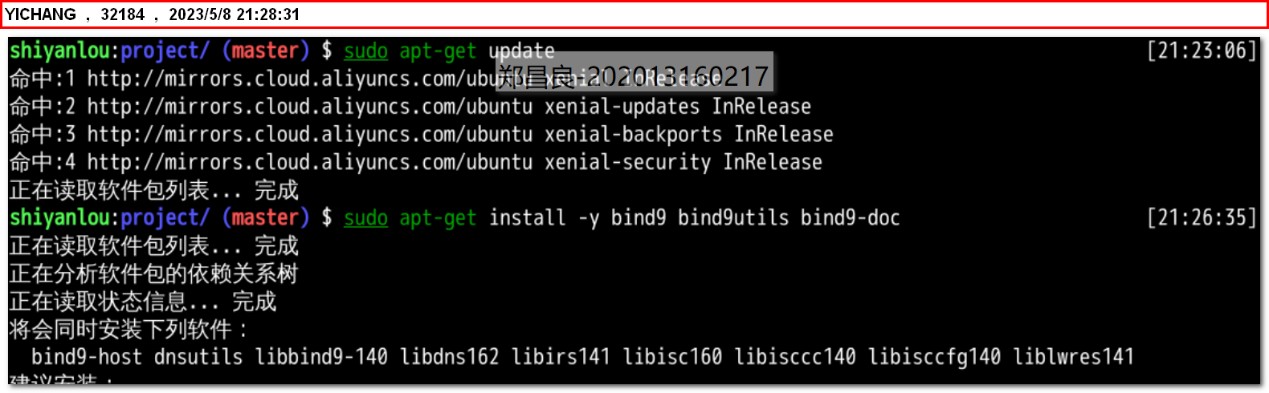 YICHANG , 32184 , 2023/5/8 21:28:31
shiyanlou:project/ (master) $ sudo apt-get update [21:23:06]
命中:1 http://mirrors.cloud.aliyuncs.com/ubuntu xenial InRelease
郑昌良 202013160217
命中:2 http://mirrors.cloud.aliyuncs.com/ubuntu xenial-updates InRelease
命中:3 http://mirrors.cloud.aliyuncs.com/ubuntu xenial-backports InRelease
命中:4 http://mirrors.cloud.aliyuncs.com/ubuntu xenial-security InRelease
正在读取软件包列表... 完成
shiyanlou:project/ (master) $ sudo apt-get install -y bind9 bind9utils bind9-doc [21:26:35]
正在读取软件包列表... 完成
正在分析软件包的依赖关系树
正在读取状态信息... 完成
将会同时安装下列软件：
bind9-host dnsutils libbind9-140 libdns162 libirs141 libisc160 libisccc140 libisccfg140 liblwres141
建议安装：